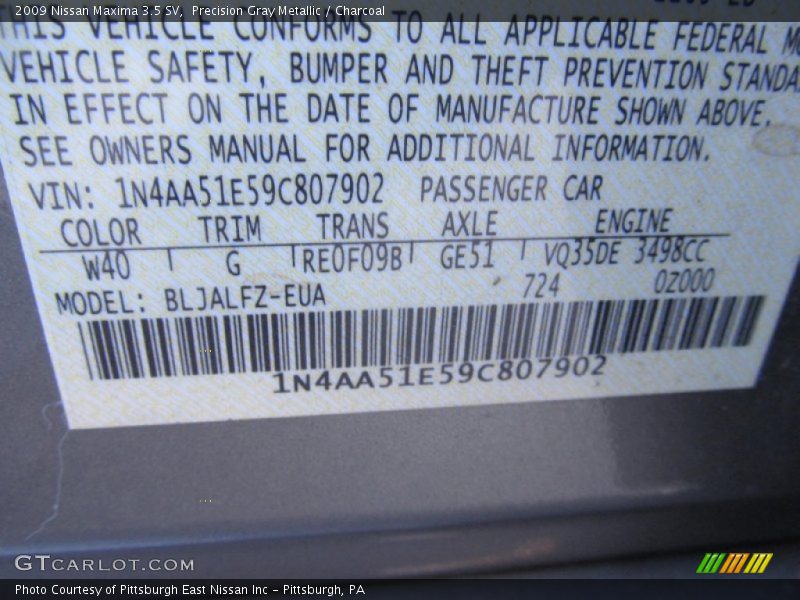 2009 Nissan Maxima 3.5 SV, Precision Gray Metallic / Charcoal
THIS VEHICLE CONFORMS TO ALL APPLICABLE FEDERAL
VEHICLE SAFETY, BUMPER AND THEFT PREVENTION STANDA
IN EFFECT ON THE DATE OF MANUFACTURE SHOWN ABOVE.
SEE OWNERS MANUAL FOR ADDITIONAL INFORMATION.
VIN: 1N4AA51E59C807902 PASSENGER CAR
COLOR TRIM TRANS AXLE ENGINE
W40 G RE0F09B GE51 VQ35DE 3498CC
724 0Z000
MODEL: BLJALFZ-EUA
1N4AA51E59C807902
GTCARLOT.COM
Photo Courtesy of Pittsburgh East Nissan Inc - Pittsburgh, PA